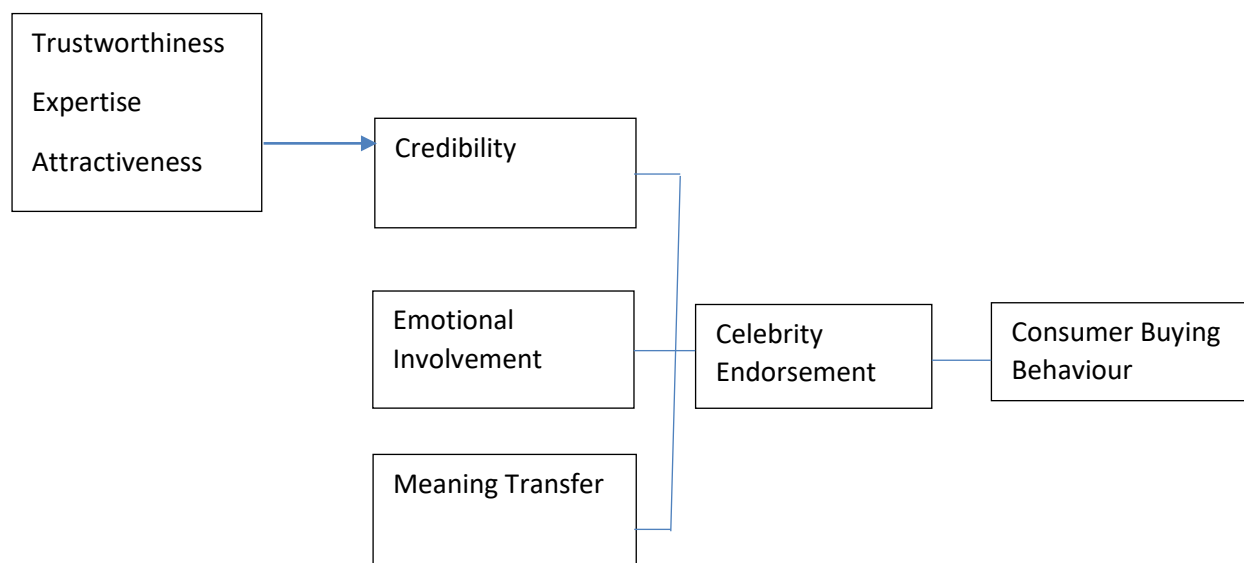 Trustworthiness
Expertise
Attractiveness
Credibility
Emotional
Involvement
Meaning Transfer
Celebrity
Endorsement
Consumer Buying
Behaviour